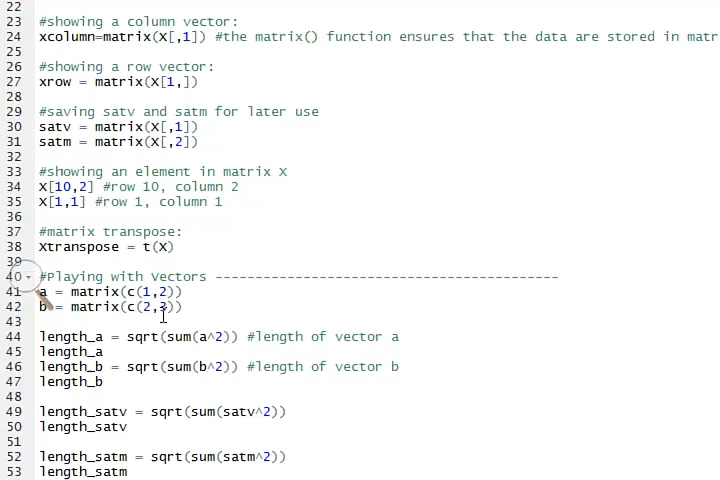 22
23 #showing a column vector:
24 xcolumn=matrix(X[,1]) #the matrix() function ensures that the data are stored in matr
25
26 #showing a row vector:
27 xrow = matrix(X[1,])
28
29 #saving satv and satm for later use
30 satv = matrix(X[,1])
31 satm = matrix(X[,2])
32
33 #showing an element in matrix X
34 X[10,2] #row 10, column 2
35 X[1,1] #row 1, column 1
36
37 #matrix transpose:
38 Xtranspose = t(X)
39
40 #Playing with Vectors -------------------------------------------
41 a = matrix(c(1,2))
42 b = matrix(c(2,3))
43
44 length_a = sqrt(sum(a^2)) #length of vector a
45 length_a
46 length_b = sqrt(sum(b^2)) #length of vector b
47 length_b
48
49 length_satv = sqrt(sum(satv^2))
50 length_satv
51
52 length_satm = sqrt(sum(satm^2))
53 length_satm